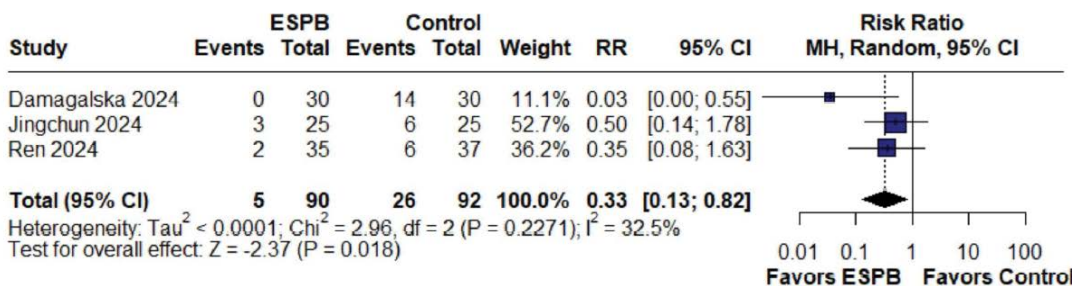 ESPB Control Risk Ratio
Study Events Total Events Total Weight RR 95% CI MH, Random, 95% CI
Damagalska 2024 0 30 14 30 11.1% 0.03 [0.00; 0.55]
Jingchun 2024 3 25 6 25 52.7% 0.50 [0.14; 1.78]
Ren 2024 2 35 6 37 36.2% 0.35 [0.08; 1.63]
Total (95% CI) 5 90 26 92 100.0% 0.33 [0.13; 0.82]
Heterogeneity: Tau² < 0.0001; Chi² = 2.96, df = 2 (P = 0.2271); I² = 32.5%
Test for overall effect: Z = -2.37 (P = 0.018)
0.01 0.1 1 10 100
Favors ESPB Favors Control